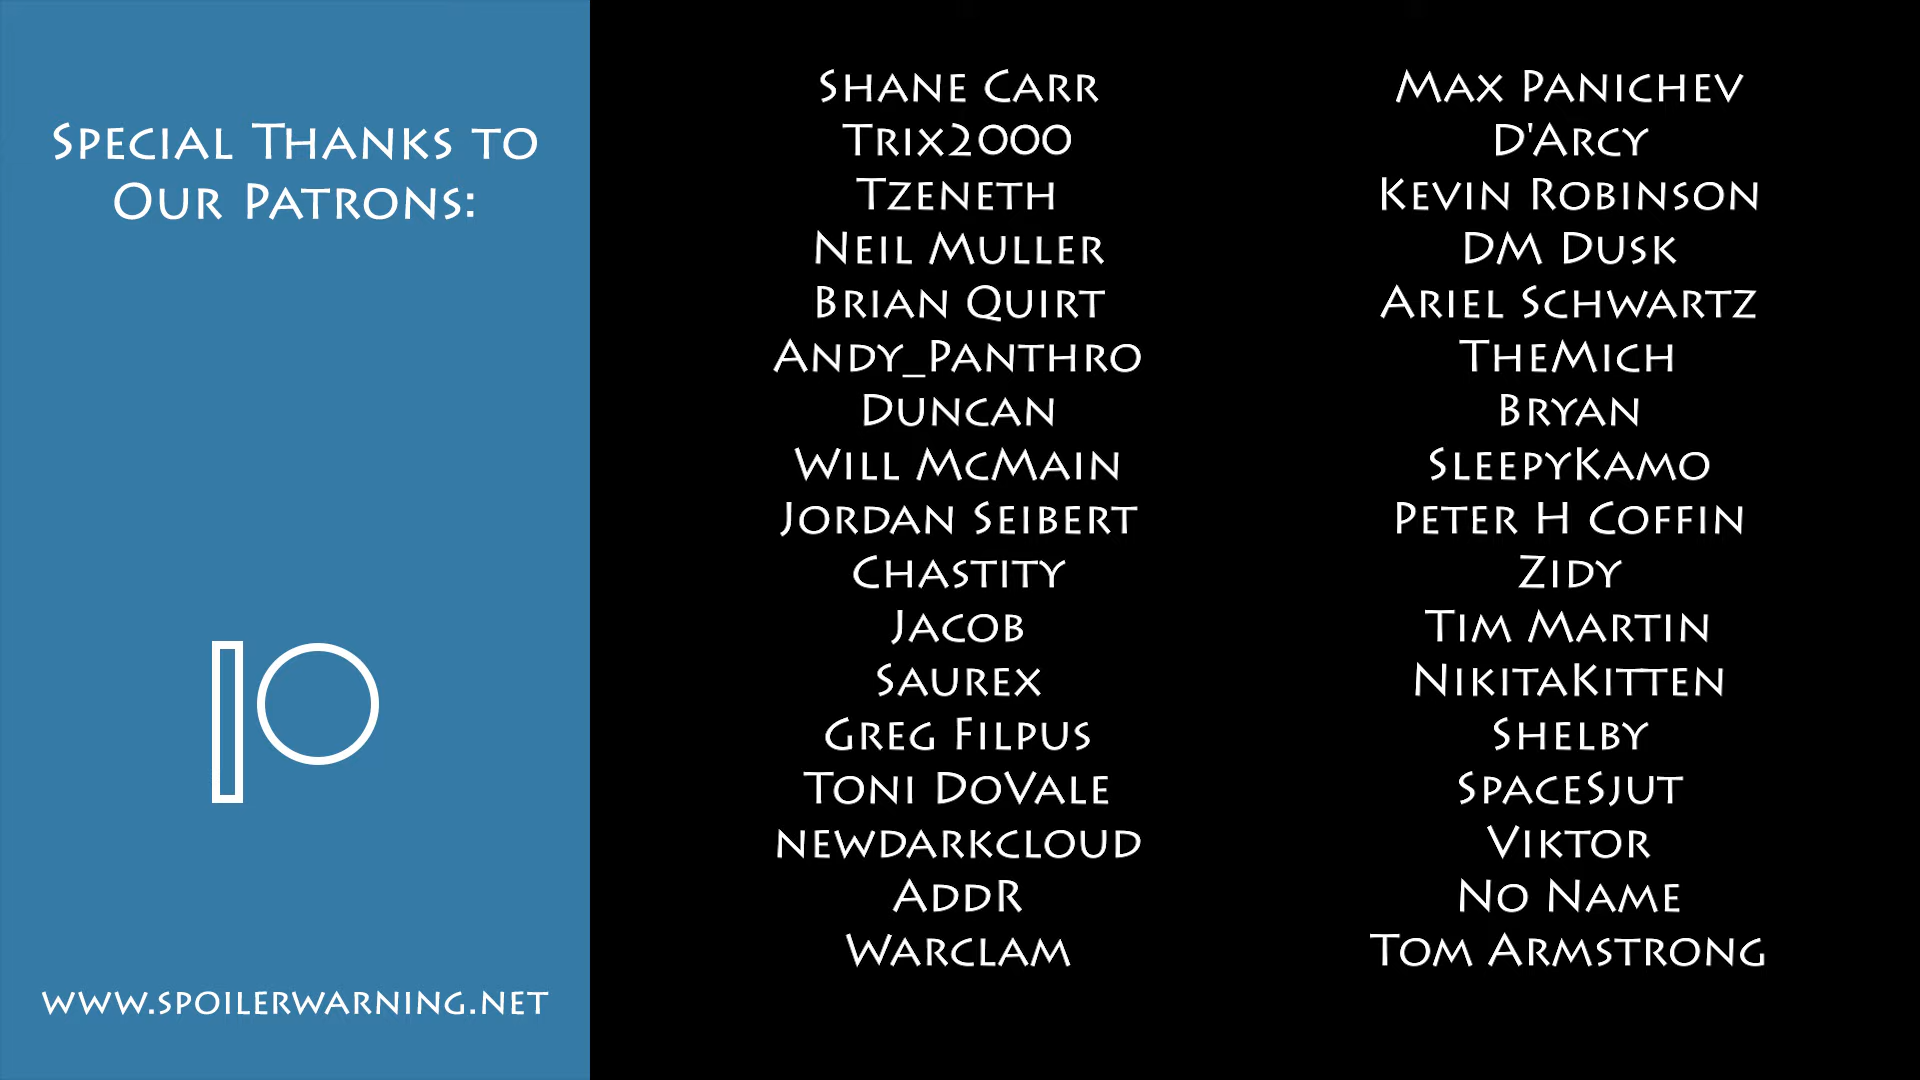 Special Thanks to
Our Patrons:
www.spoilerwarning.net
Shane Carr
Trix2000
Tzeneth
Neil Muller
Brian Quirt
Andy_Panthro
Duncan
Will McMain
Jordan Seibert
Chastity
Jacob
Saurex
Greg Filpus
Toni DoVale
newdarkcloud
AddR
Warclam
Max Panichev
D'Arcy
Kevin Robinson
DM Dusk
Ariel Schwartz
TheMich
Bryan
SleepyKamo
Peter H Coffin
Zidy
Tim Martin
NikitaKitten
Shelby
SpaceSjut
Viktor
No Name
Tom Armstrong